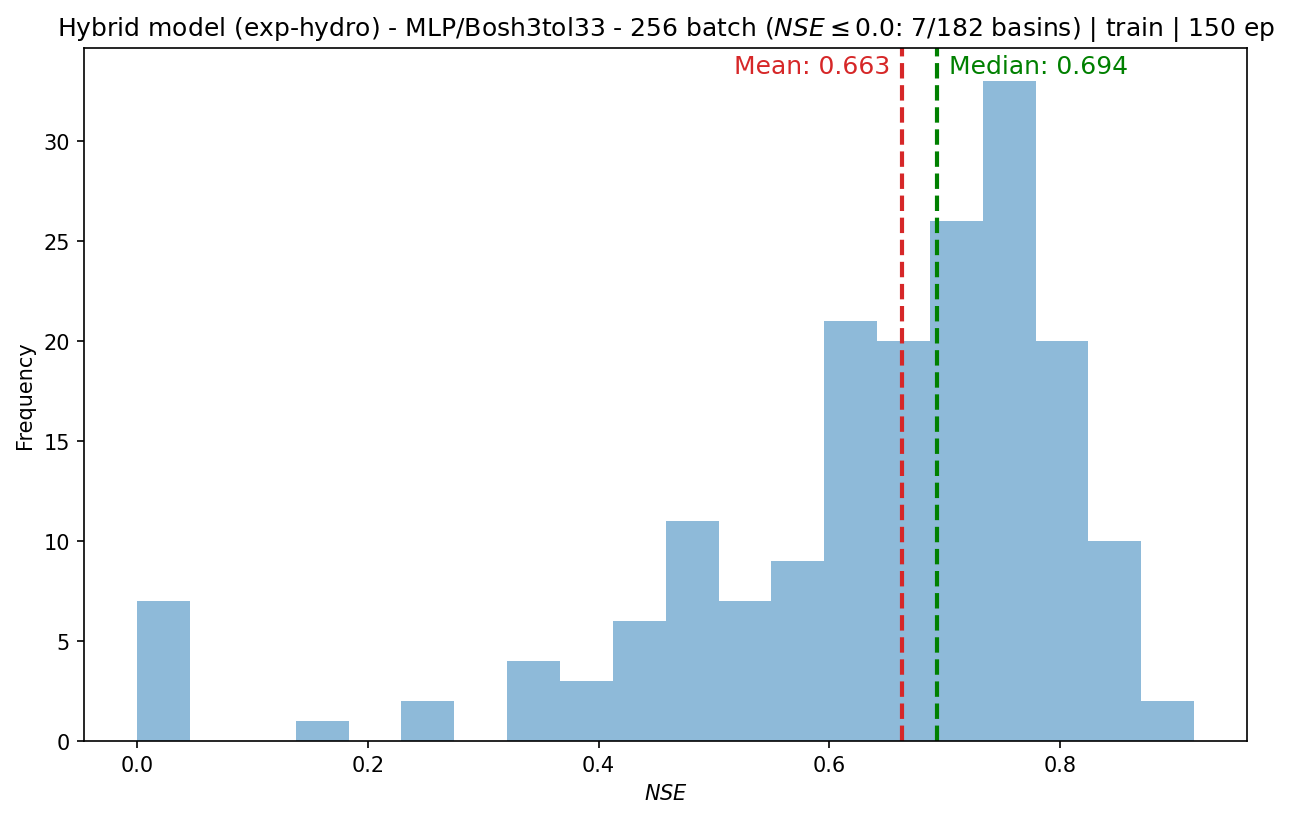 Hybrid model (exp-hydro) - MLP/Bosh3tol33 - 256 batch (NSE ≤ 0.0: 7/182 basins) | train | 150 ep
Mean: 0.663
Median: 0.694
30
25
20
15
10
5
0
Frequency
0.0 0.2 0.4 0.6 0.8
NSE